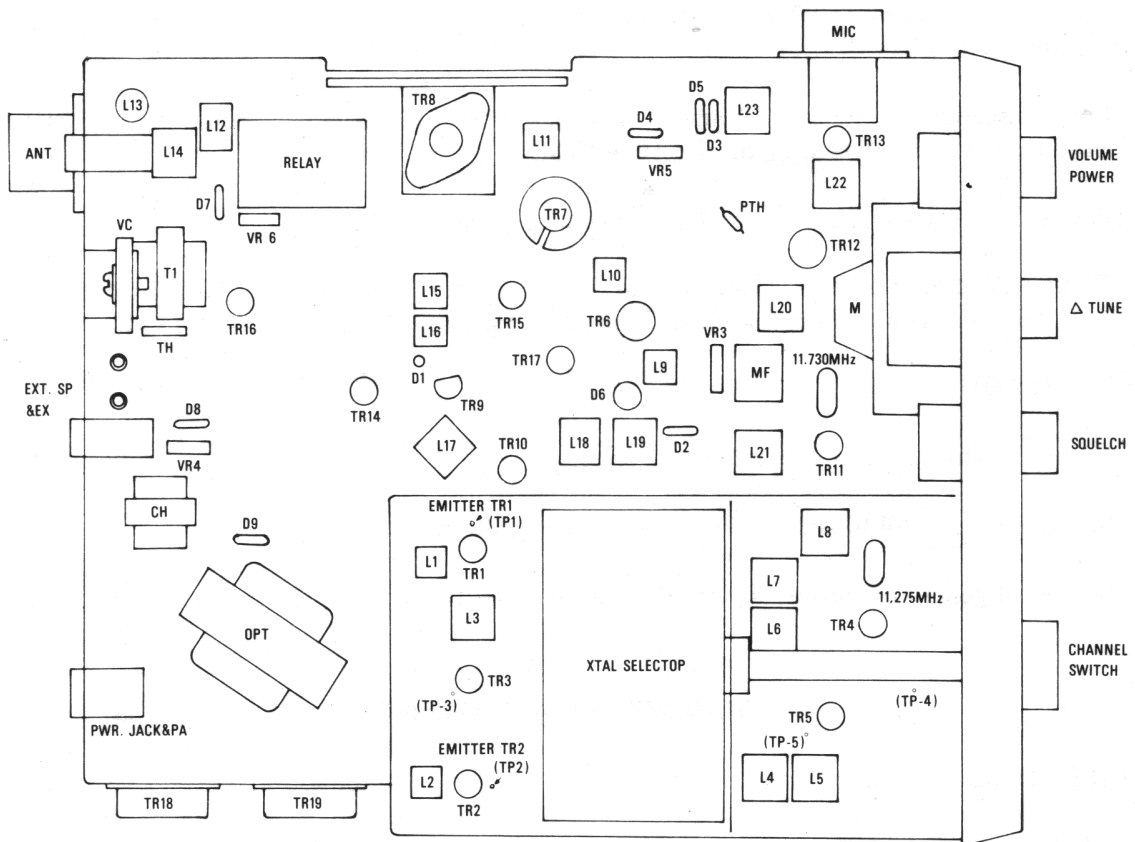 MIC
L13
L12
ANT
L14
RELAY
TR8
L11
D5
D4
L23
D3
VR5
TR13
L22
VOLUME
POWER
D7
VR 6
TR7
PTH
TR12
VC
T1
TR16
TH
L15
L16
TR15
L10
TR6
L20
M
△ TUNE
VR3
11.730MHz
TR17
L9
MF
D1
TR9
D6
TR14
EXT. SP
&EX
D8
VR4
L17
TR10
L18
L19
D2
L21
TR11
SQUELCH
CH
D9
EMITTER TR1
(TP1)
L1
TR1
L3
L8
L7
11,275MHz
L6
TR4
OPT
XTAL SELECTOP
CHANNEL
SWITCH
TR3
(TP-3)
(TP-4)
TR5
(TP-5)
PWR. JACK&PA
EMITTER TR2
(TP2)
L2
TR2
L4
L5
TR18
TR19